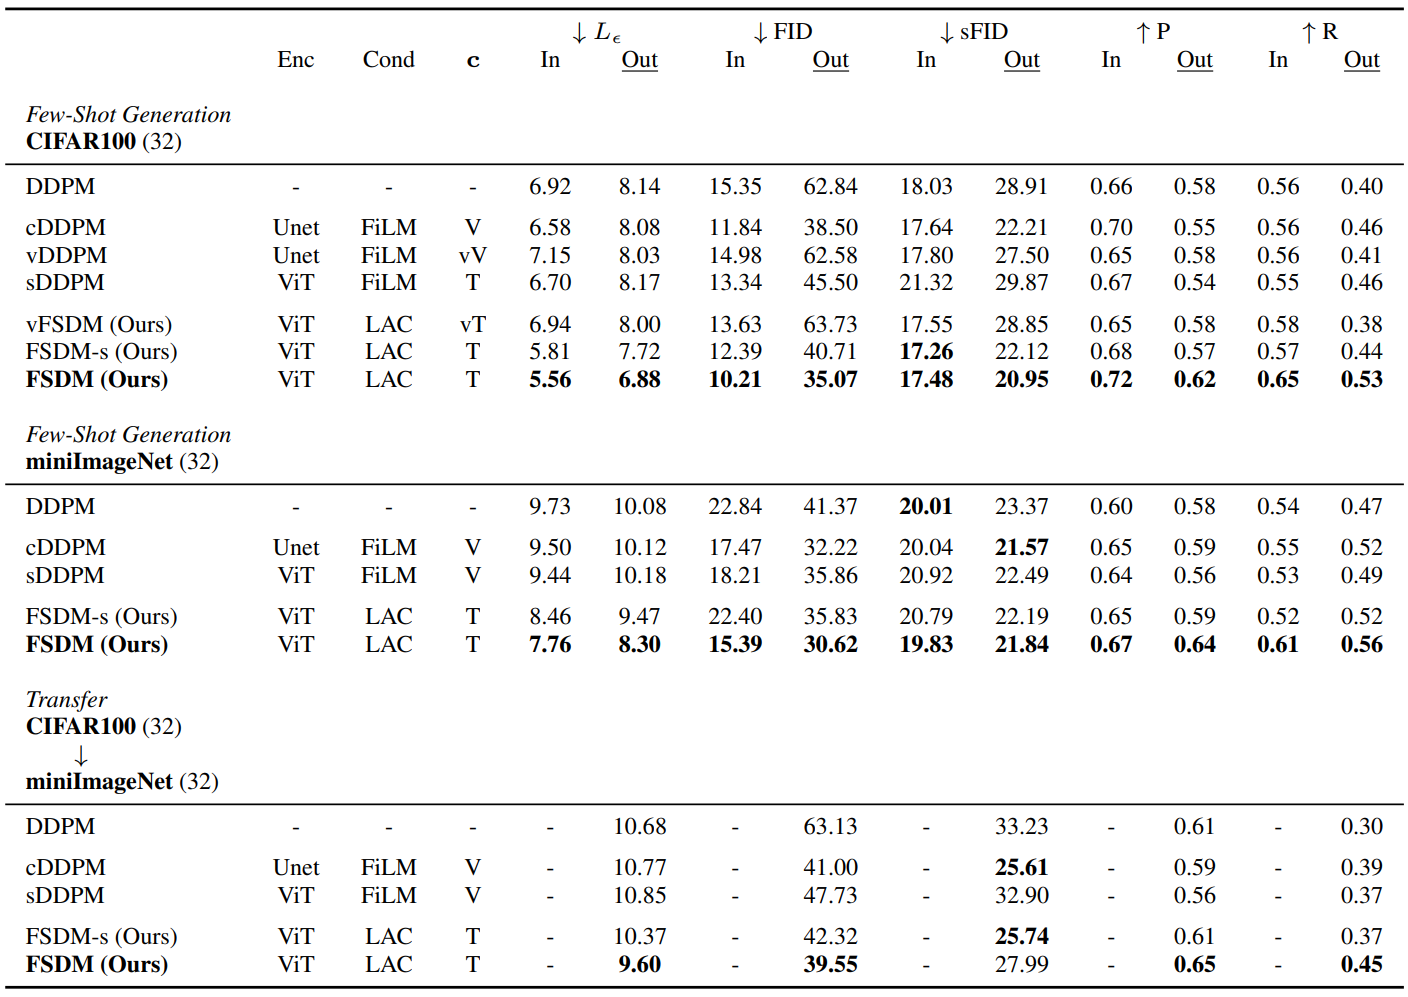 ↓ Lϵ ↓ FID ↓ sFID ↑ P ↑ R
Enc Cond c In Out In Out In Out In Out In Out
Few-Shot Generation
CIFAR100 (32)
DDPM - - - 6.92 8.14 15.35 62.84 18.03 28.91 0.66 0.58 0.56 0.40
cDDPM Unet FiLM V 6.58 8.08 11.84 38.50 17.64 22.21 0.70 0.55 0.56 0.46
vDDPM Unet FiLM vV 7.15 8.03 14.98 62.58 17.80 27.50 0.65 0.58 0.56 0.41
sDDPM ViT FiLM T 6.70 8.17 13.34 45.50 21.32 29.87 0.67 0.54 0.55 0.46
vFSDM (Ours) ViT LAC vT 6.94 8.00 13.63 63.73 17.55 28.85 0.65 0.58 0.58 0.38
FSDM-s (Ours) ViT LAC T 5.81 7.72 12.39 40.71 17.26 22.12 0.68 0.57 0.57 0.44
FSDM (Ours) ViT LAC T 5.56 6.88 10.21 35.07 17.48 20.95 0.72 0.62 0.65 0.53
Few-Shot Generation
miniImageNet (32)
DDPM - - - 9.73 10.08 22.84 41.37 20.01 23.37 0.60 0.58 0.54 0.47
cDDPM Unet FiLM V 9.50 10.12 17.47 32.22 20.04 21.57 0.65 0.59 0.55 0.52
sDDPM ViT FiLM V 9.44 10.18 18.21 35.86 20.92 22.49 0.64 0.56 0.53 0.49
FSDM-s (Ours) ViT LAC T 8.46 9.47 22.40 35.83 20.79 22.19 0.65 0.59 0.52 0.52
FSDM (Ours) ViT LAC T 7.76 8.30 15.39 30.62 19.83 21.84 0.67 0.64 0.61 0.56
Transfer
CIFAR100 (32)
↓
miniImageNet (32)
DDPM - - - - 10.68 - 63.13 - 33.23 - 0.61 - 0.30
cDDPM Unet FiLM V - 10.77 - 41.00 - 25.61 - 0.59 - 0.39
sDDPM ViT FiLM V - 10.85 - 47.73 - 32.90 - 0.56 - 0.37
FSDM-s (Ours) ViT LAC T - 10.37 - 42.32 - 25.74 - 0.61 - 0.37
FSDM (Ours) ViT LAC T - 9.60 - 39.55 - 27.99 - 0.65 - 0.45